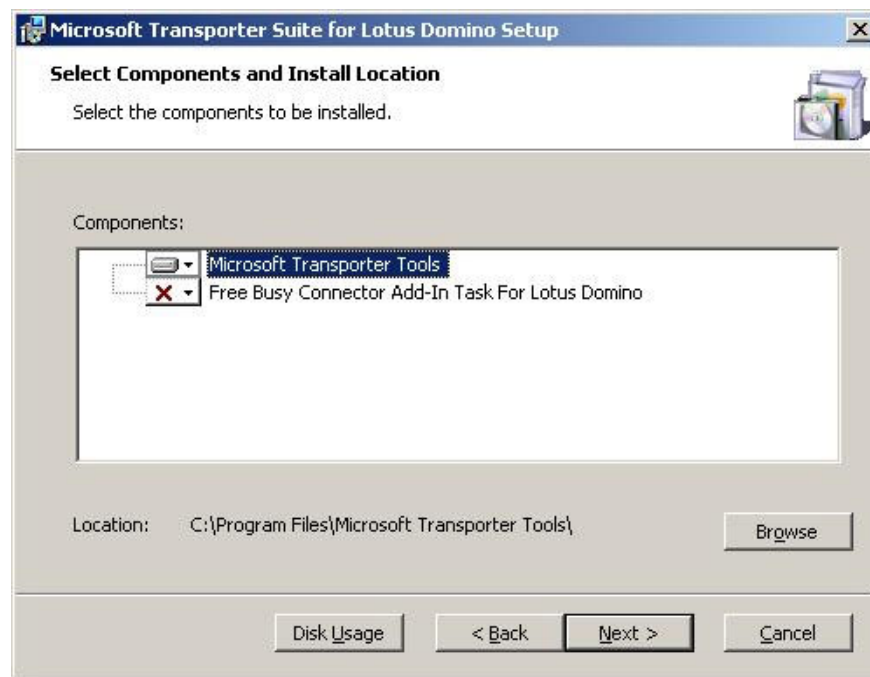 Microsoft Transporter Suite for Lotus Domino Setup
Select Components and Install Location
Select the components to be installed.
Components:
Microsoft Transporter Tools
Free Busy Connector Add-In Task For Lotus Domino
Location: C:\Program Files\Microsoft Transporter Tools\
Browse
Disk Usage < Back Next > Cancel